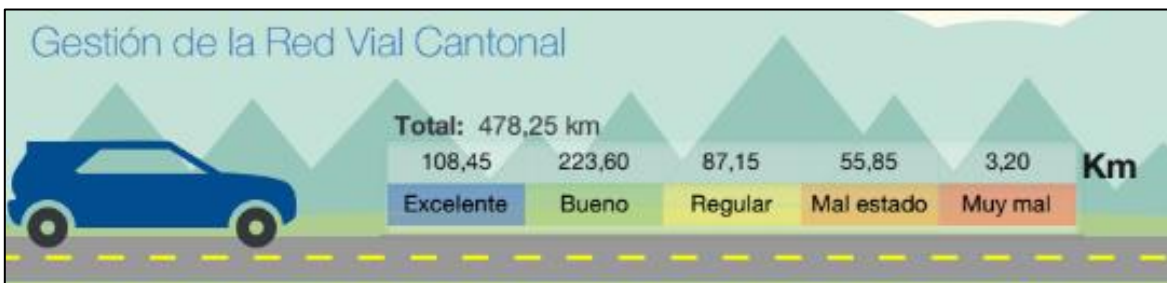 Gestión de la Red Vial Cantonal
Total: 478,25 km
108,45 223,60 87,15 55,85 3,20 Km
Excelente Bueno Regular Mal estado Muy mal